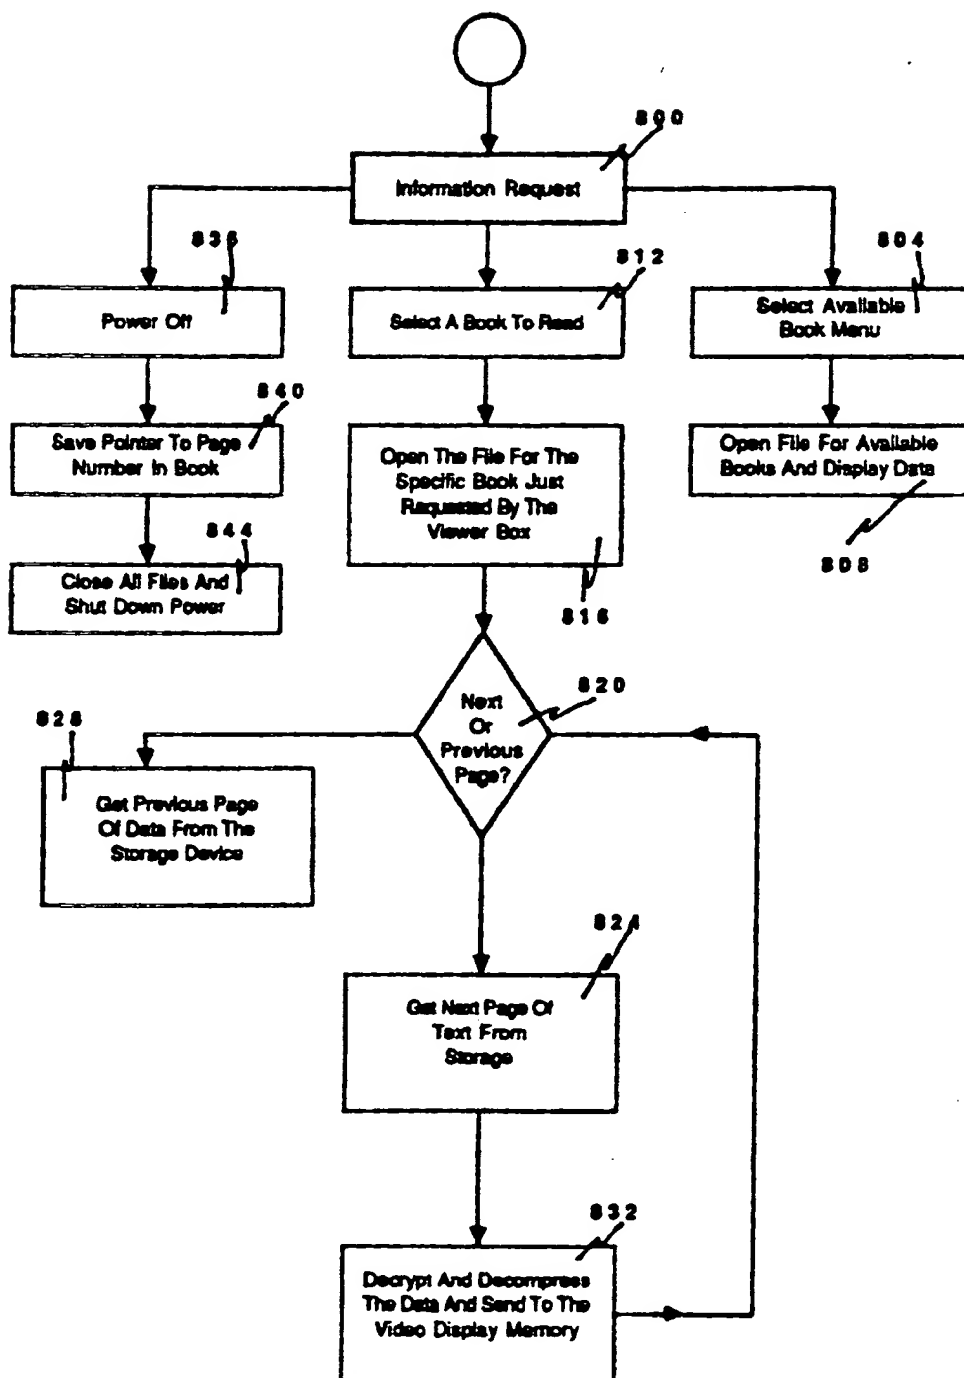 800
Information Request
836
812
804
Power Off
Select A Book To Read
Select Available
Book Menu
840
Save Pointer To Page
Number In Book
Open The File For The
Specific Book Just
Requested By The
Viewer Box
Open File For Available
Books And Display Data
844
808
Close All Files And
Shut Down Power
816
820
Next
Or
Previous
Page?
828
Get Previous Page
Of Data From The
Storage Device
824
Get Next Page Of
Text From
Storage
832
Decrypt And Decompress
The Data And Send To The
Video Display Memory